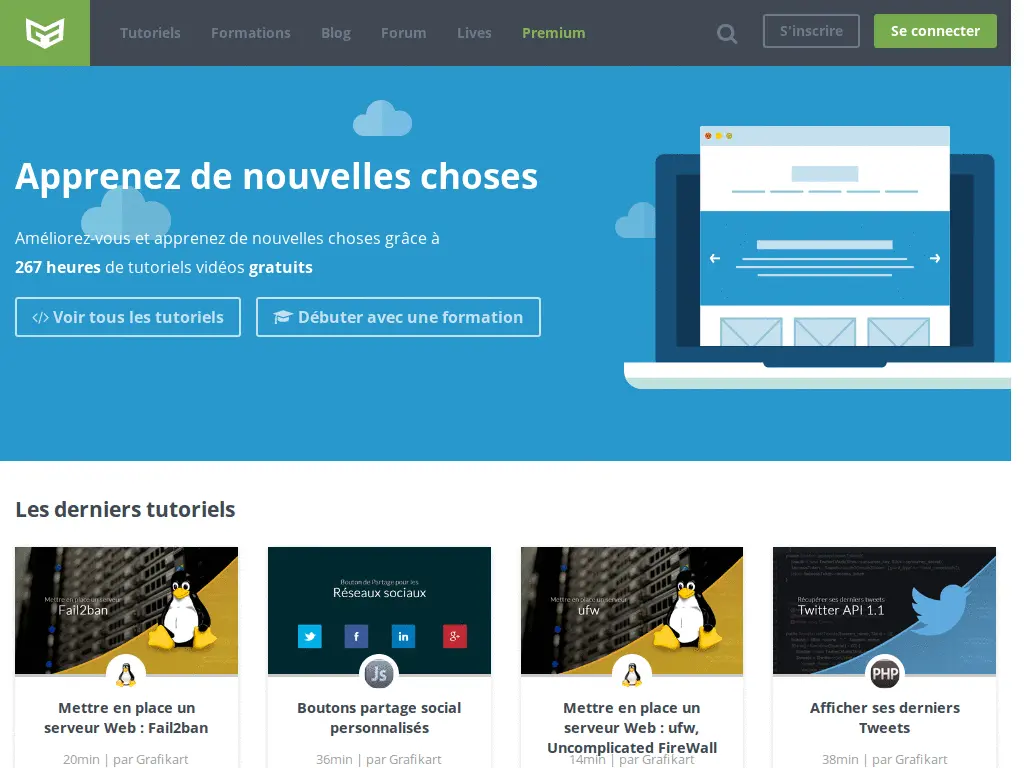 Tutoriels Formations Blog Forum Lives Premium S'inscrire Se connecter
Apprenez de nouvelles choses
Améliorez-vous et apprenez de nouvelles choses grâce à
267 heures de tutoriels vidéos gratuits
</> Voir tous les tutoriels Débuter avec une formation
Les derniers tutoriels
Mettre en place un serveur
Fail2ban
Bouton de Partage pour les
Réseaux sociaux
f in g+
Mettre en place un serveur
ufw
Récupérer ses derniers tweets
Twitter API 1.1
Js
PHP
Mettre en place un
serveur Web : Fail2ban
20min | par Grafikart
Boutons partage social
personnalisés
36min | par Grafikart
Mettre en place un
serveur Web : ufw,
Uncomplicated FireWall
14min | par Grafikart
Afficher ses derniers
Tweets
38min | par Grafikart